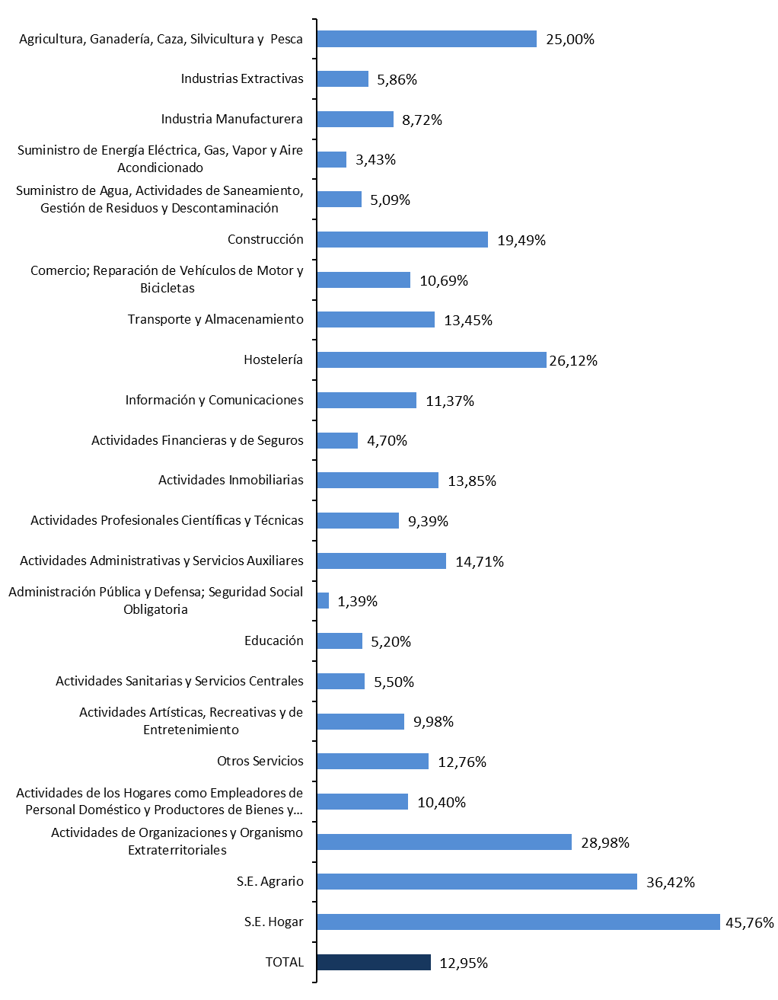 Agricultura, Ganadería, Caza, Silvicultura y Pesca 25,00%
Industrias Extractivas 5,86%
Industria Manufacturera 8,72%
Suministro de Energía Eléctrica, Gas, Vapor y Aire
Acondicionado 3,43%
Suministro de Agua, Actividades de Saneamiento,
Gestión de Residuos y Descontaminación 5,09%
Construcción 19,49%
Comercio; Reparación de Vehículos de Motor y
Bicicletas 10,69%
Transporte y Almacenamiento 13,45%
Hostelería 26,12%
Información y Comunicaciones 11,37%
Actividades Financieras y de Seguros 4,70%
Actividades Inmobiliarias 13,85%
Actividades Profesionales Científicas y Técnicas 9,39%
Actividades Administrativas y Servicios Auxiliares 14,71%
Administración Pública y Defensa; Seguridad Social
Obligatoria 1,39%
Educación 5,20%
Actividades Sanitarias y Servicios Centrales 5,50%
Actividades Artísticas, Recreativas y de
Entretenimiento 9,98%
Otros Servicios 12,76%
Actividades de los Hogares como Empleadores de
Personal Doméstico y Productores de Bienes y... 10,40%
Actividades de Organizaciones y Organismo
Extraterritoriales 28,98%
S.E. Agrario 36,42%
S.E. Hogar 45,76%
TOTAL 12,95%